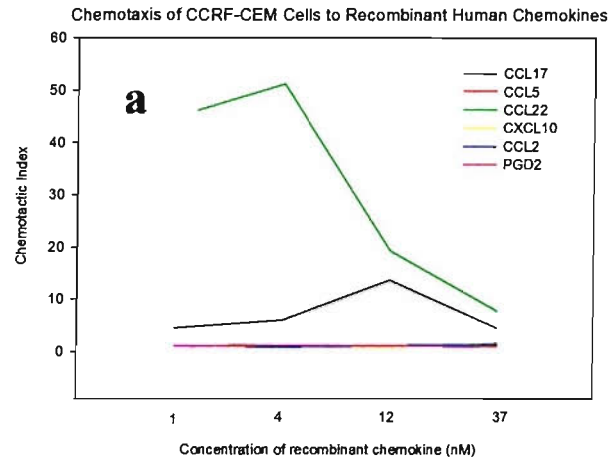 Chemotaxis of CCRF-CEM Cells to Recombinant Human Chemokines
60
50
40
30
20
10
0
Chemotactic Index
a
CCL17
CCL5
CCL22
CXCL10
CCL2
PGD2
1
4
12
37
Concentration of recombinant chemokine (nM)